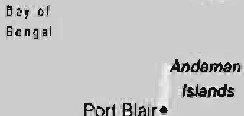 Bay of
Bengal
Andaman
Islands
Port Blair